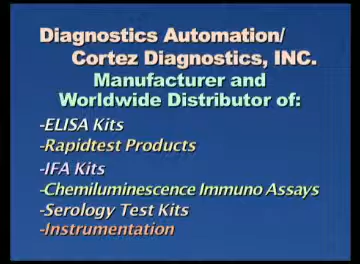 Diagnostics Automation/
Cortez Diagnostics, INC.
Manufacturer and
Worldwide Distributor of:
-ELISA Kits
-Rapidtest Products
-IFA Kits
-Chemiluminescence Immuno Assays
-Serology Test Kits
-Instrumentation